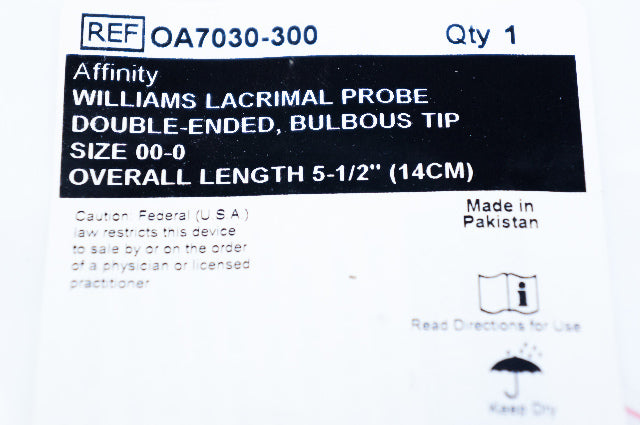 REF OA7030-300 Qty 1
Affinity
WILLIAMS LACRIMAL PROBE
DOUBLE-ENDED, BULBOUS TIP
SIZE 00-0
OVERALL LENGTH 5-1/2" (14CM)
Caution: Federal (U.S.A.)
law restricts this device
to sale by or on the order
of a physician or licensed
practitioner
Made in
Pakistan
Read Directions for Use
Keep Dry